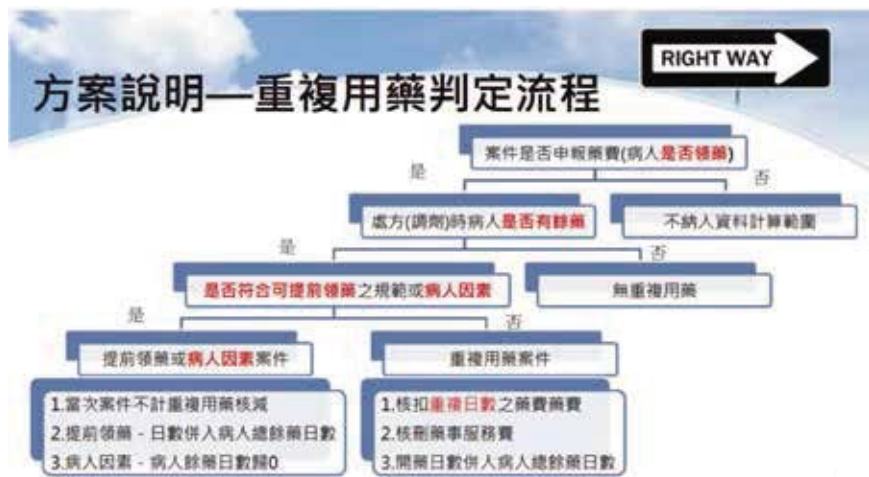 RIGHT WAY
方案說明—重複用藥判定流程
案件是否申報藥費(病人是否領藥)
是
否
處方(調劑)時病人是否有餘藥
不納人資料計算範圍
是
否
是否符合可提前領藥之規範或病人因素
無重複用藥
是
否
提前領藥或病人因素案件
重複用藥案件
1.當次案件不計重複用藥核減
2.提前領藥-日數併入病人總餘藥日數
3.病人因素-病人餘藥日數歸0
1.核扣重複日數之藥費藥費
2.核刪藥事服務費
3.開藥日數併入病人總餘藥日數